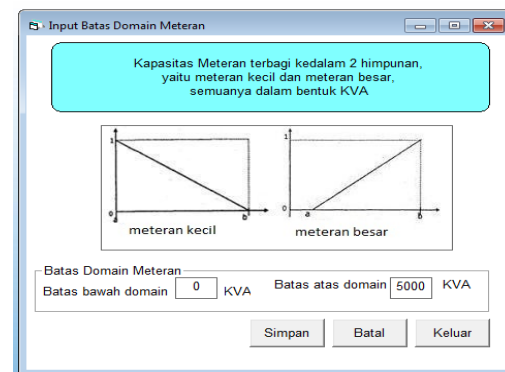 Input Batas Domain Meteran
Kapasitas Meteran terbagi kedalam 2 himpunan,
yaitu meteran kecil dan meteran besar,
semuanya dalam bentuk KVA
1 1
0 a b 0 a b
meteran kecil meteran besar
Batas Domain Meteran
Batas bawah domain 0 KVA Batas atas domain 5000 KVA
Simpan Batal Keluar